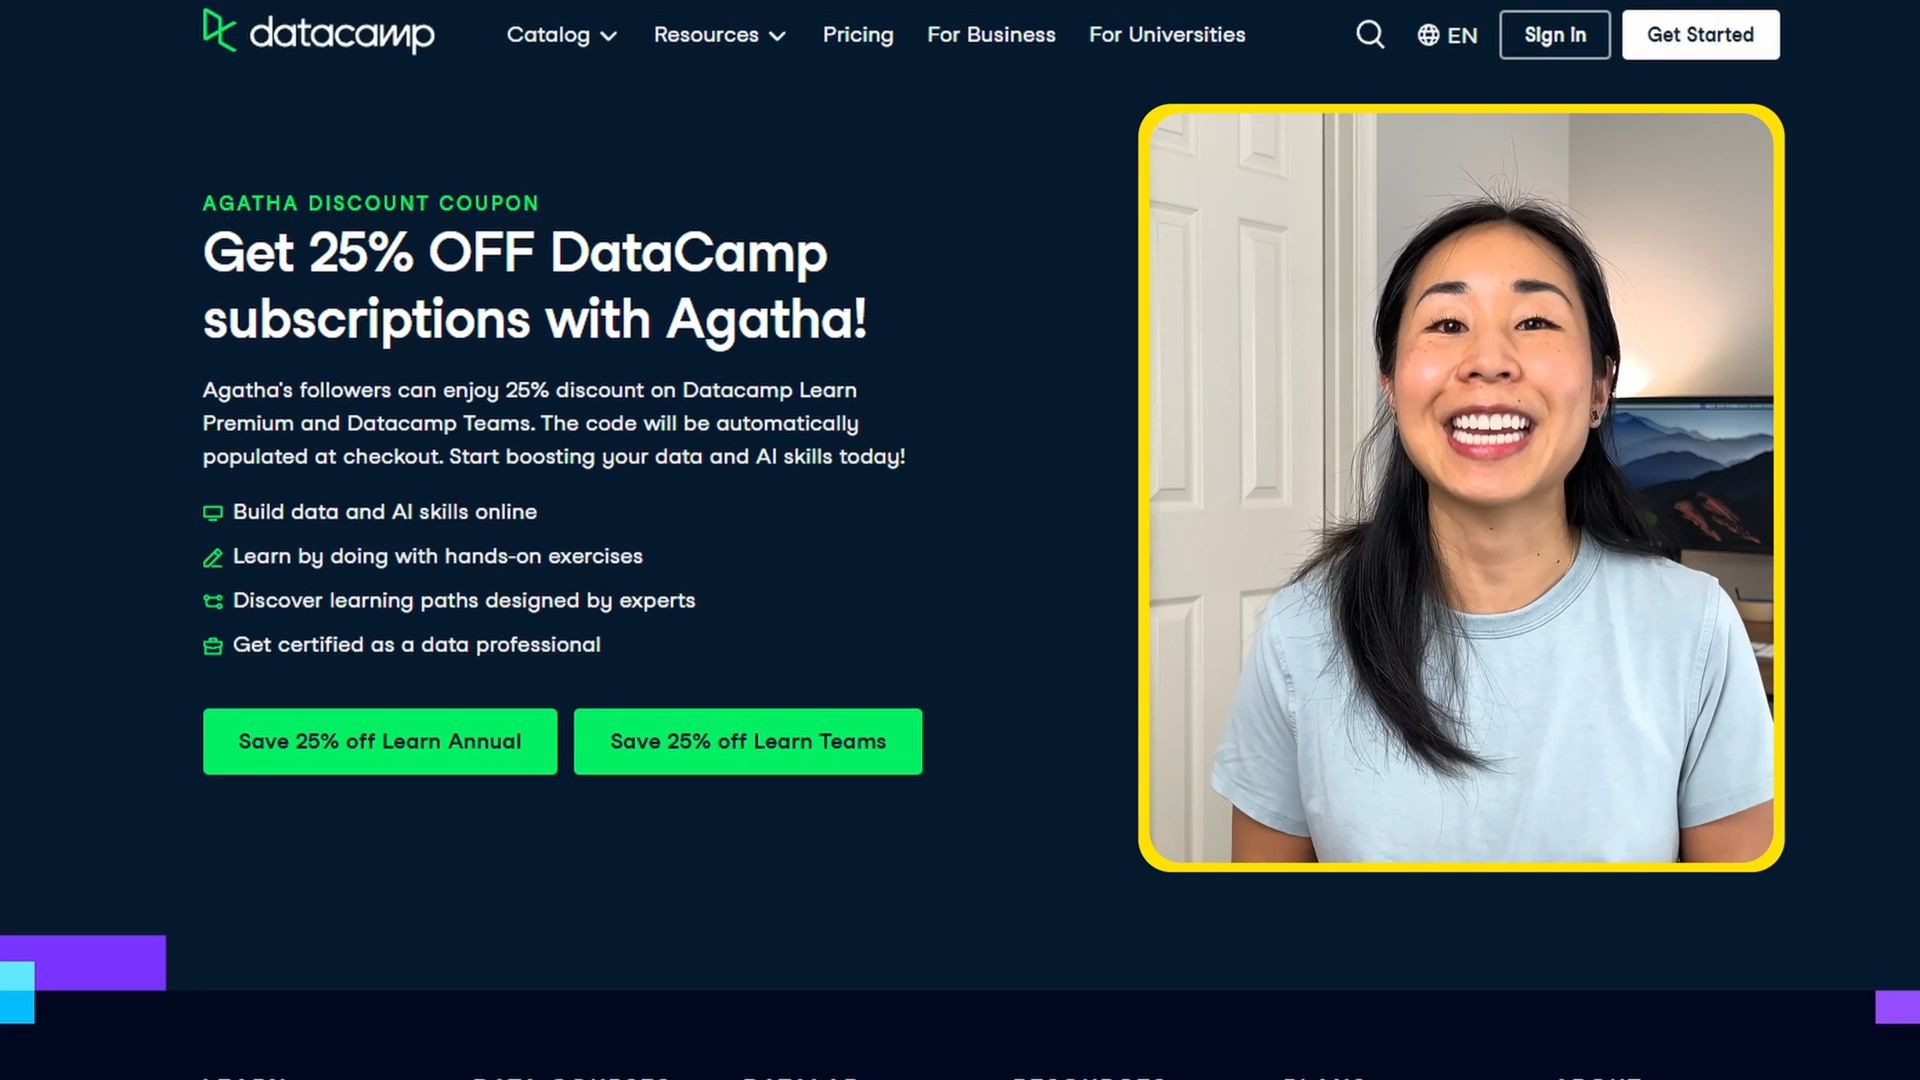 datacamp
Catalog
Resources
Pricing
For Business
For Universities
EN
Sign In
Get Started
AGATHA DISCOUNT COUPON
Get 25% OFF DataCamp
subscriptions with Agatha!
Agatha's followers can enjoy 25% discount on Datacamp Learn
Premium and Datacamp Teams. The code will be automatically
populated at checkout. Start boosting your data and AI skills today!
Build data and AI skills online
Learn by doing with hands-on exercises
Discover learning paths designed by experts
Get certified as a data professional
Save 25% off Learn Annual
Save 25% off Learn Teams